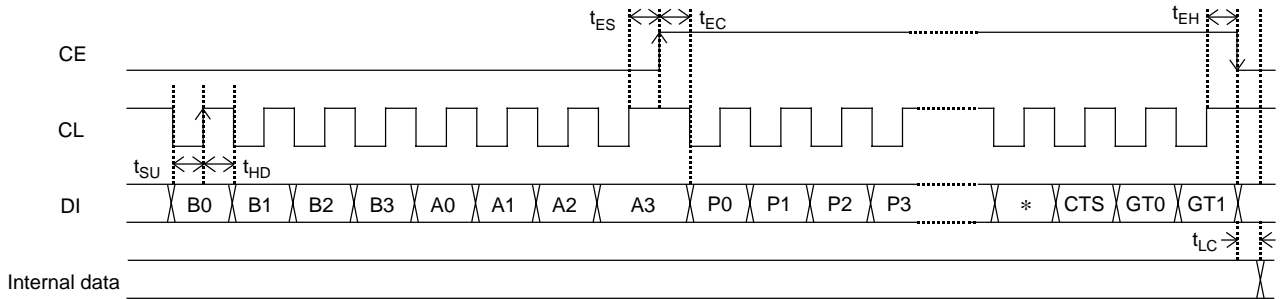 tES tEC tEH
CE
CL
tSU tHD
DI B0 B1 B2 B3 A0 A1 A2 A3 P0 P1 P2 P3 * CTS GT0 GT1
tLC
Internal data